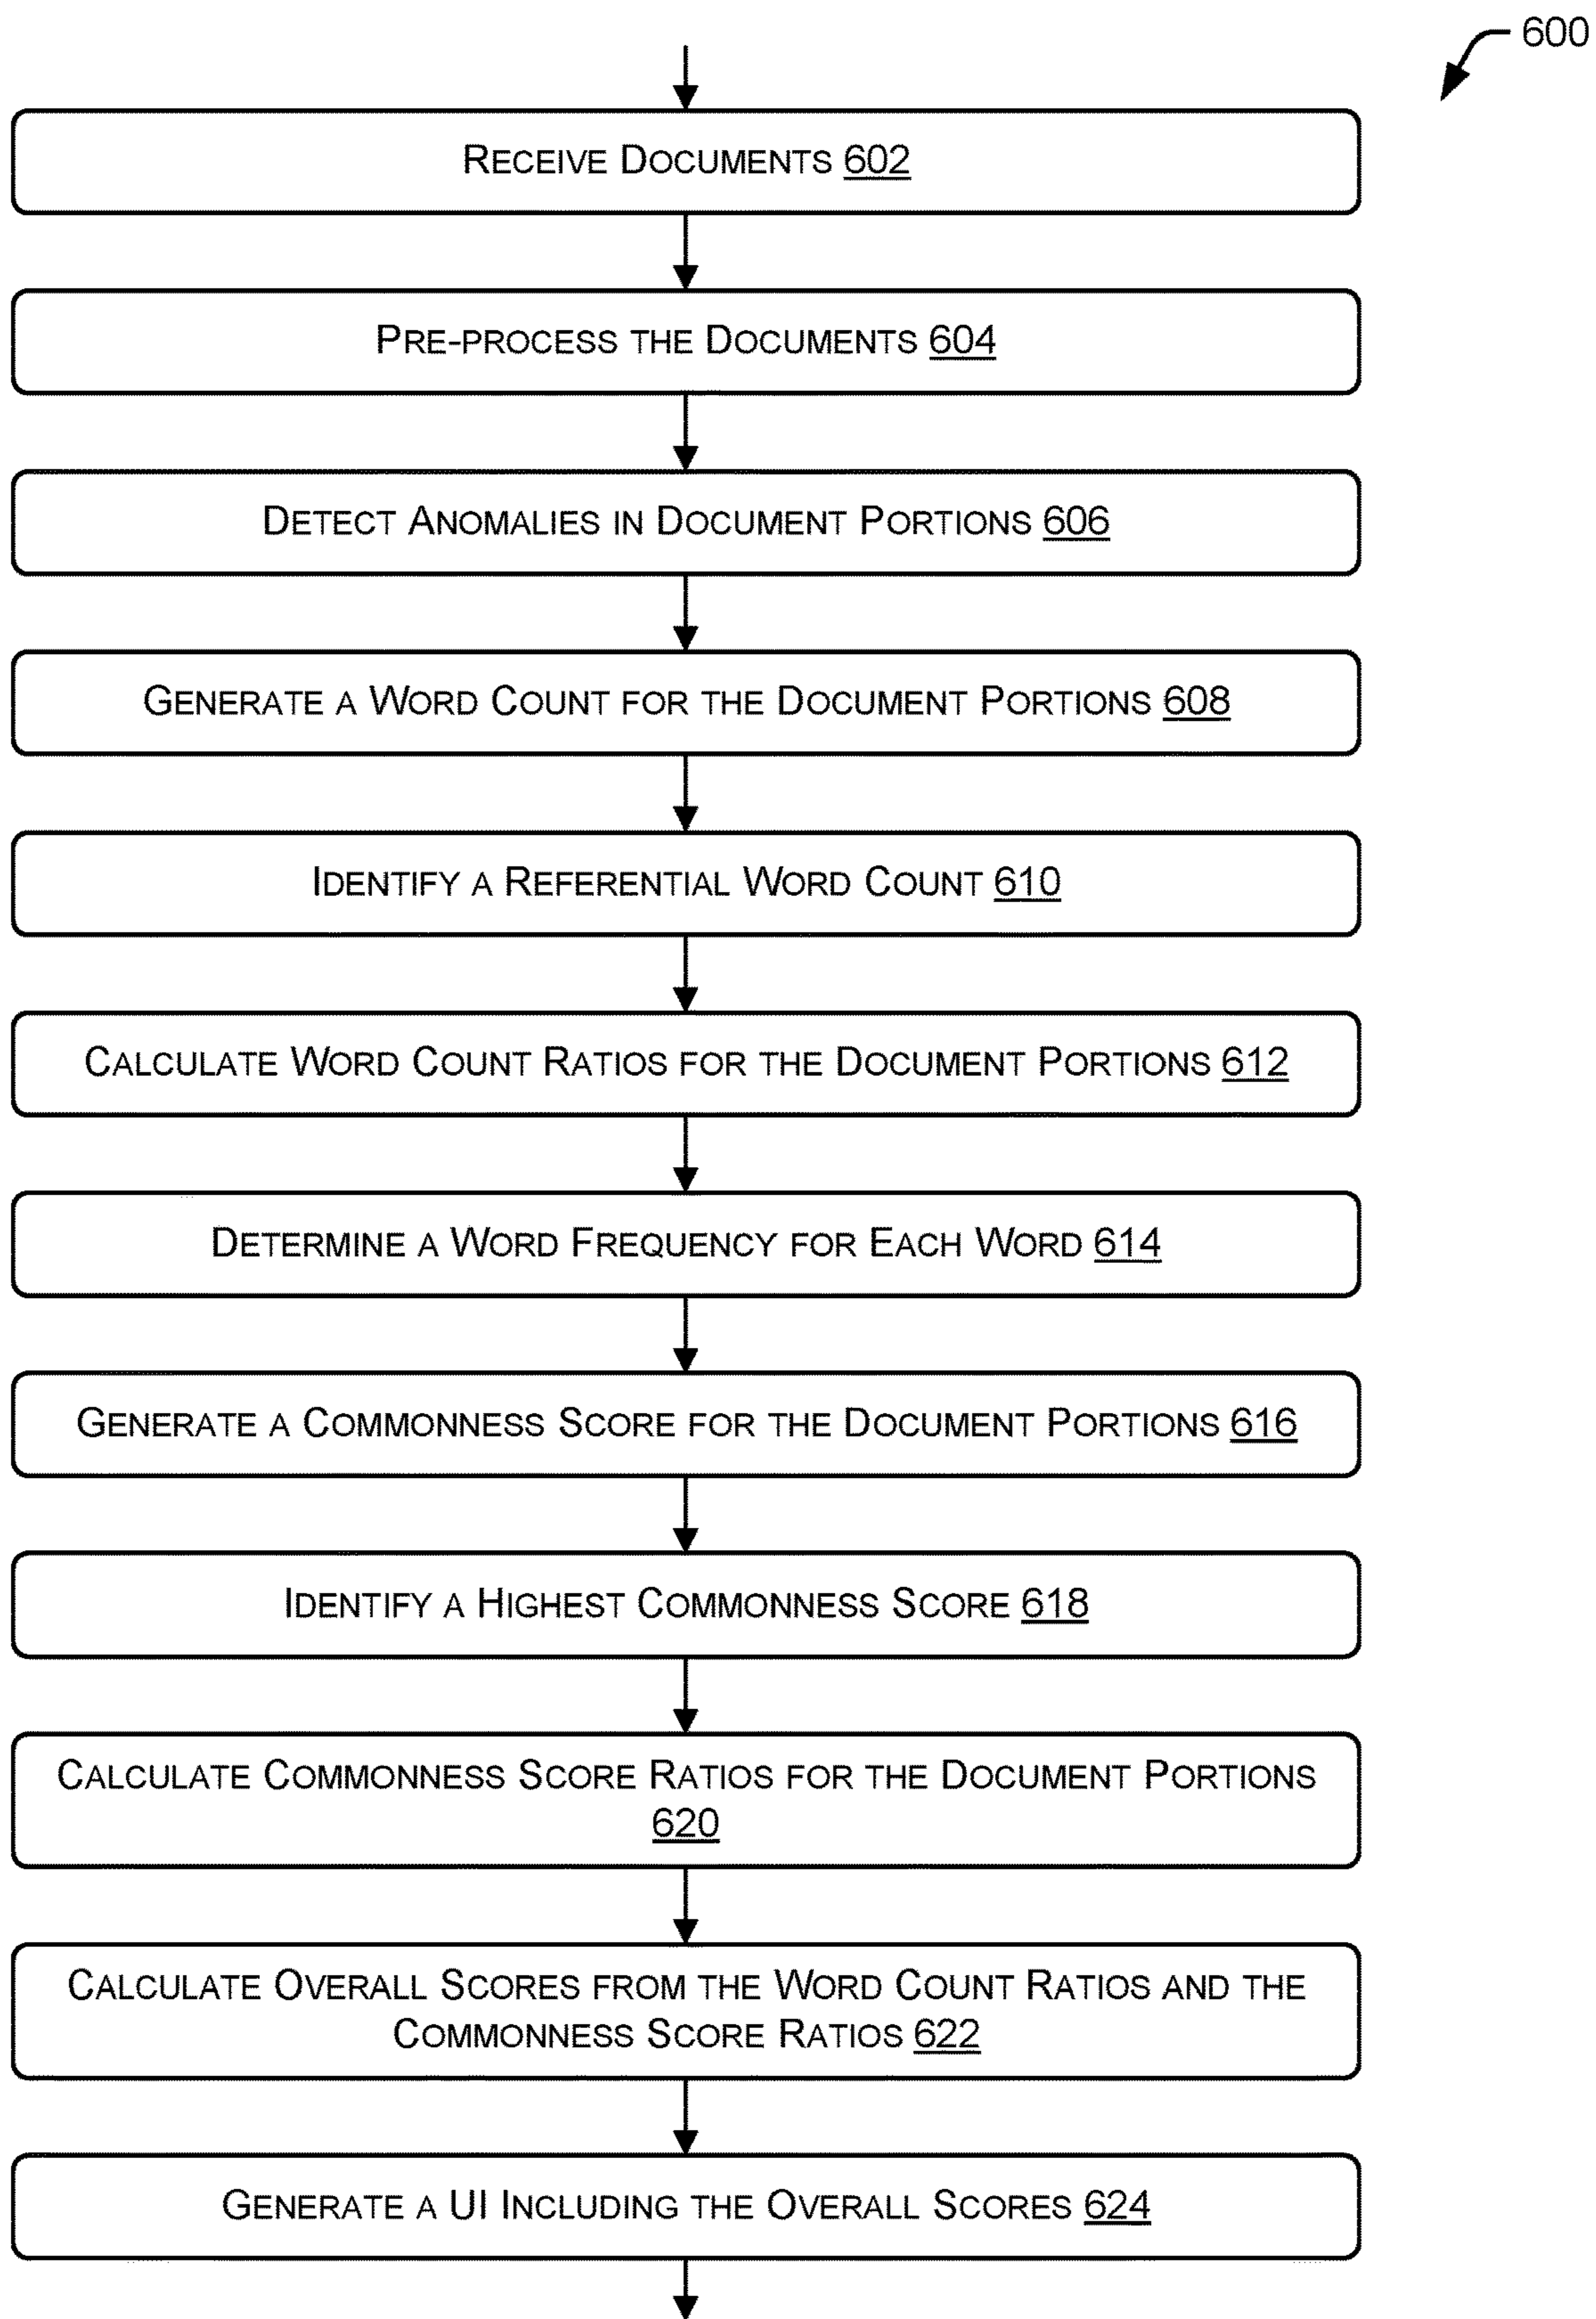 600
RECEIVE DOCUMENTS 602
PRE-PROCESS THE DOCUMENTS 604
DETECT ANOMALIES IN DOCUMENT PORTIONS 606
GENERATE A WORD COUNT FOR THE DOCUMENT PORTIONS 608
IDENTIFY A REFERENTIAL WORD COUNT 610
CALCULATE WORD COUNT RATIOS FOR THE DOCUMENT PORTIONS 612
DETERMINE A WORD FREQUENCY FOR EACH WORD 614
GENERATE A COMMONNESS SCORE FOR THE DOCUMENT PORTIONS 616
IDENTIFY A HIGHEST COMMONNESS SCORE 618
CALCULATE COMMONNESS SCORE RATIOS FOR THE DOCUMENT PORTIONS
620
CALCULATE OVERALL SCORES FROM THE WORD COUNT RATIOS AND THE
COMMONNESS SCORE RATIOS 622
GENERATE A UI INCLUDING THE OVERALL SCORES 624